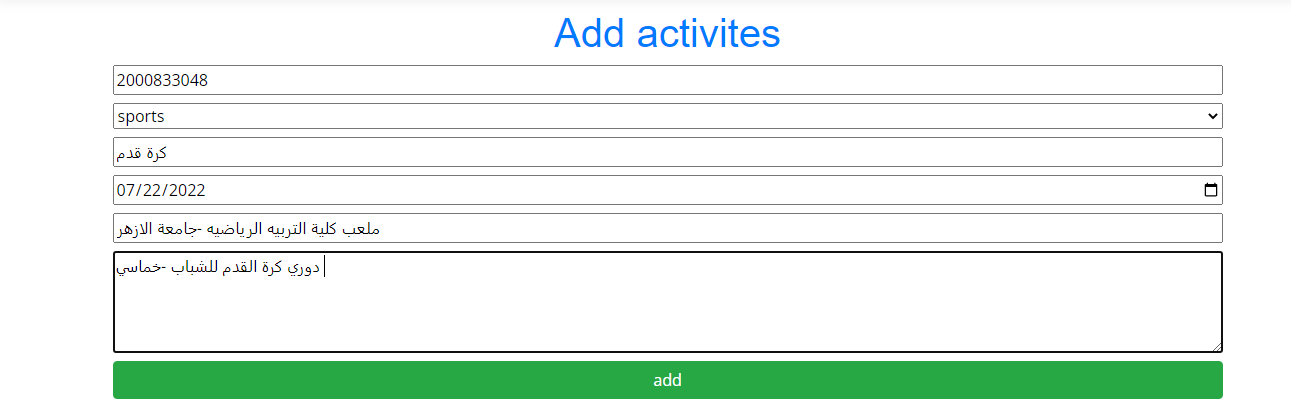 Add activites
2000833048
sports
كرة قدم
07/22/2022
ملعب كلية التربيه الرياضيه -جامعة الازهر
دوري كرة القدم للشباب -خماسي
add